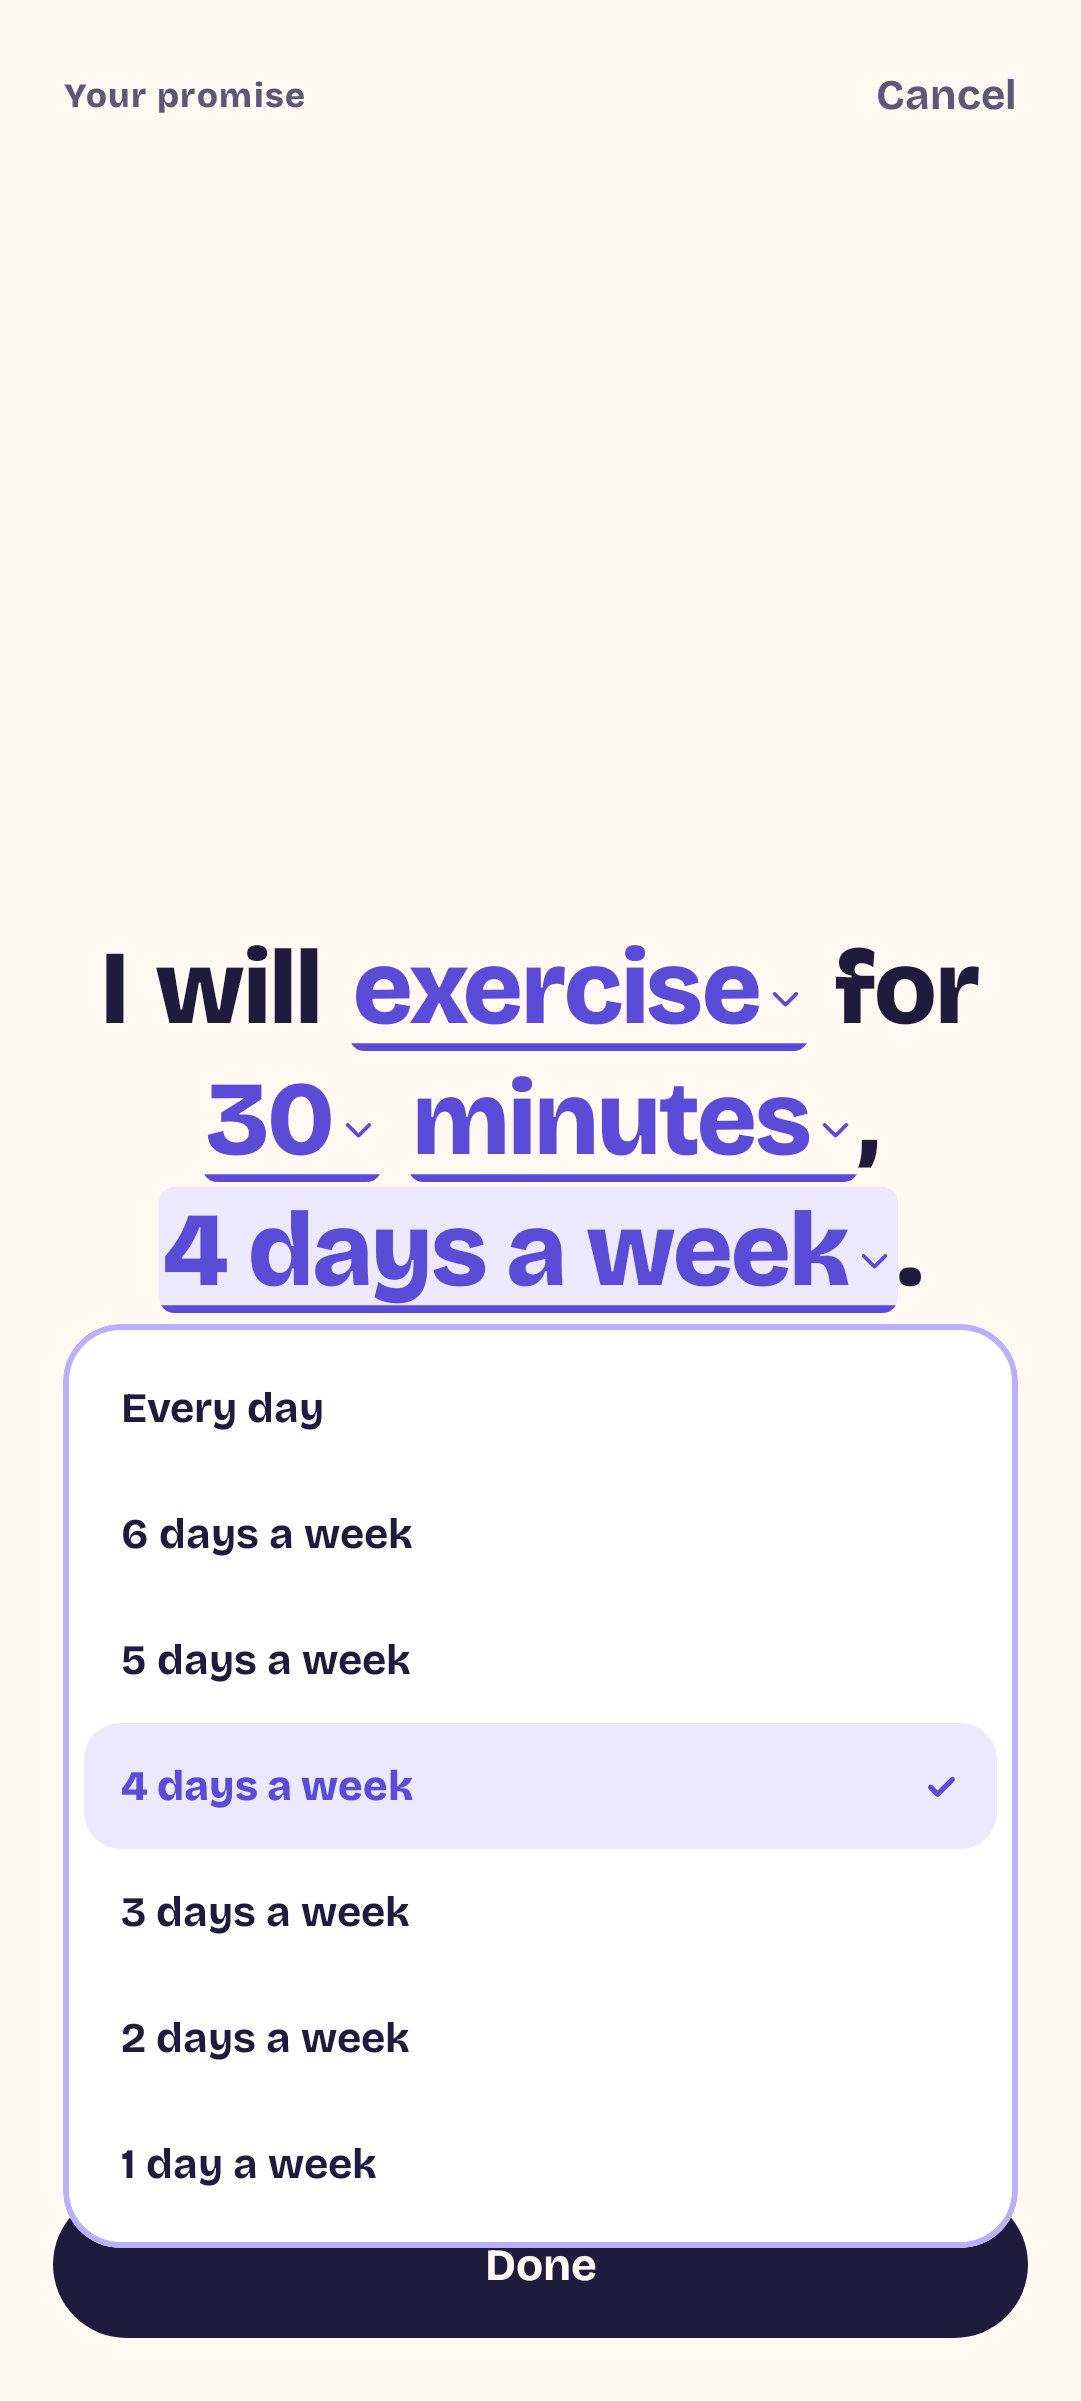 Your promise
Cancel
I will exercise for
30 minutes,
4 days a week.
Every day
6 days a week
5 days a week
4 days a week
3 days a week
2 days a week
1 day a week
Done